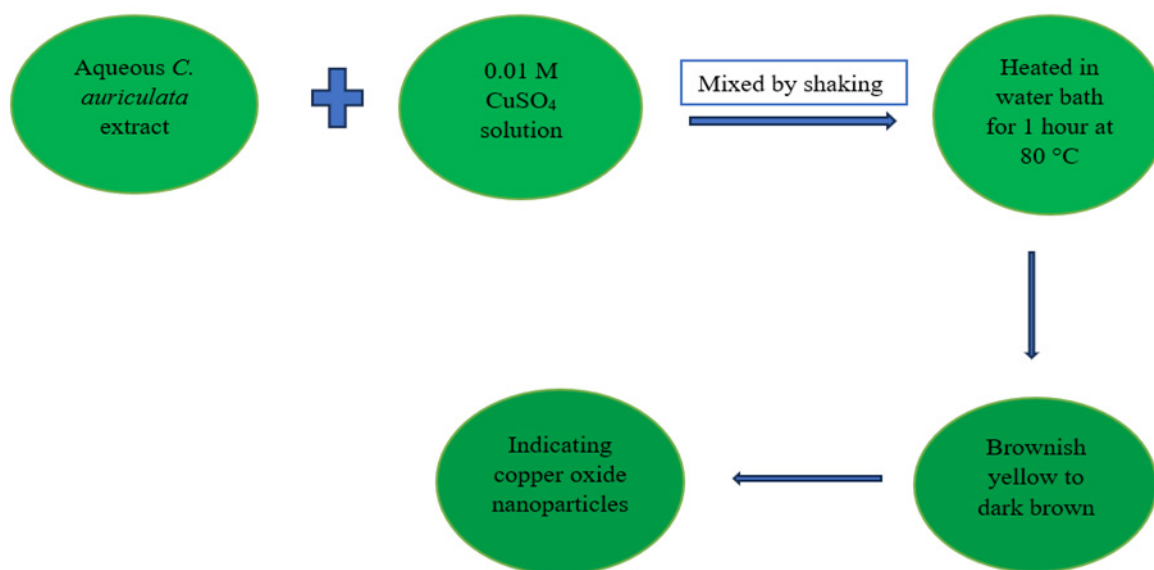 Aqueous C.
auriculata
extract
0.01 M
CuSO₄
solution
Mixed by shaking
Heated in
water bath
for 1 hour at
80 °C
Brownish
yellow to
dark brown
Indicating
copper oxide
nanoparticles